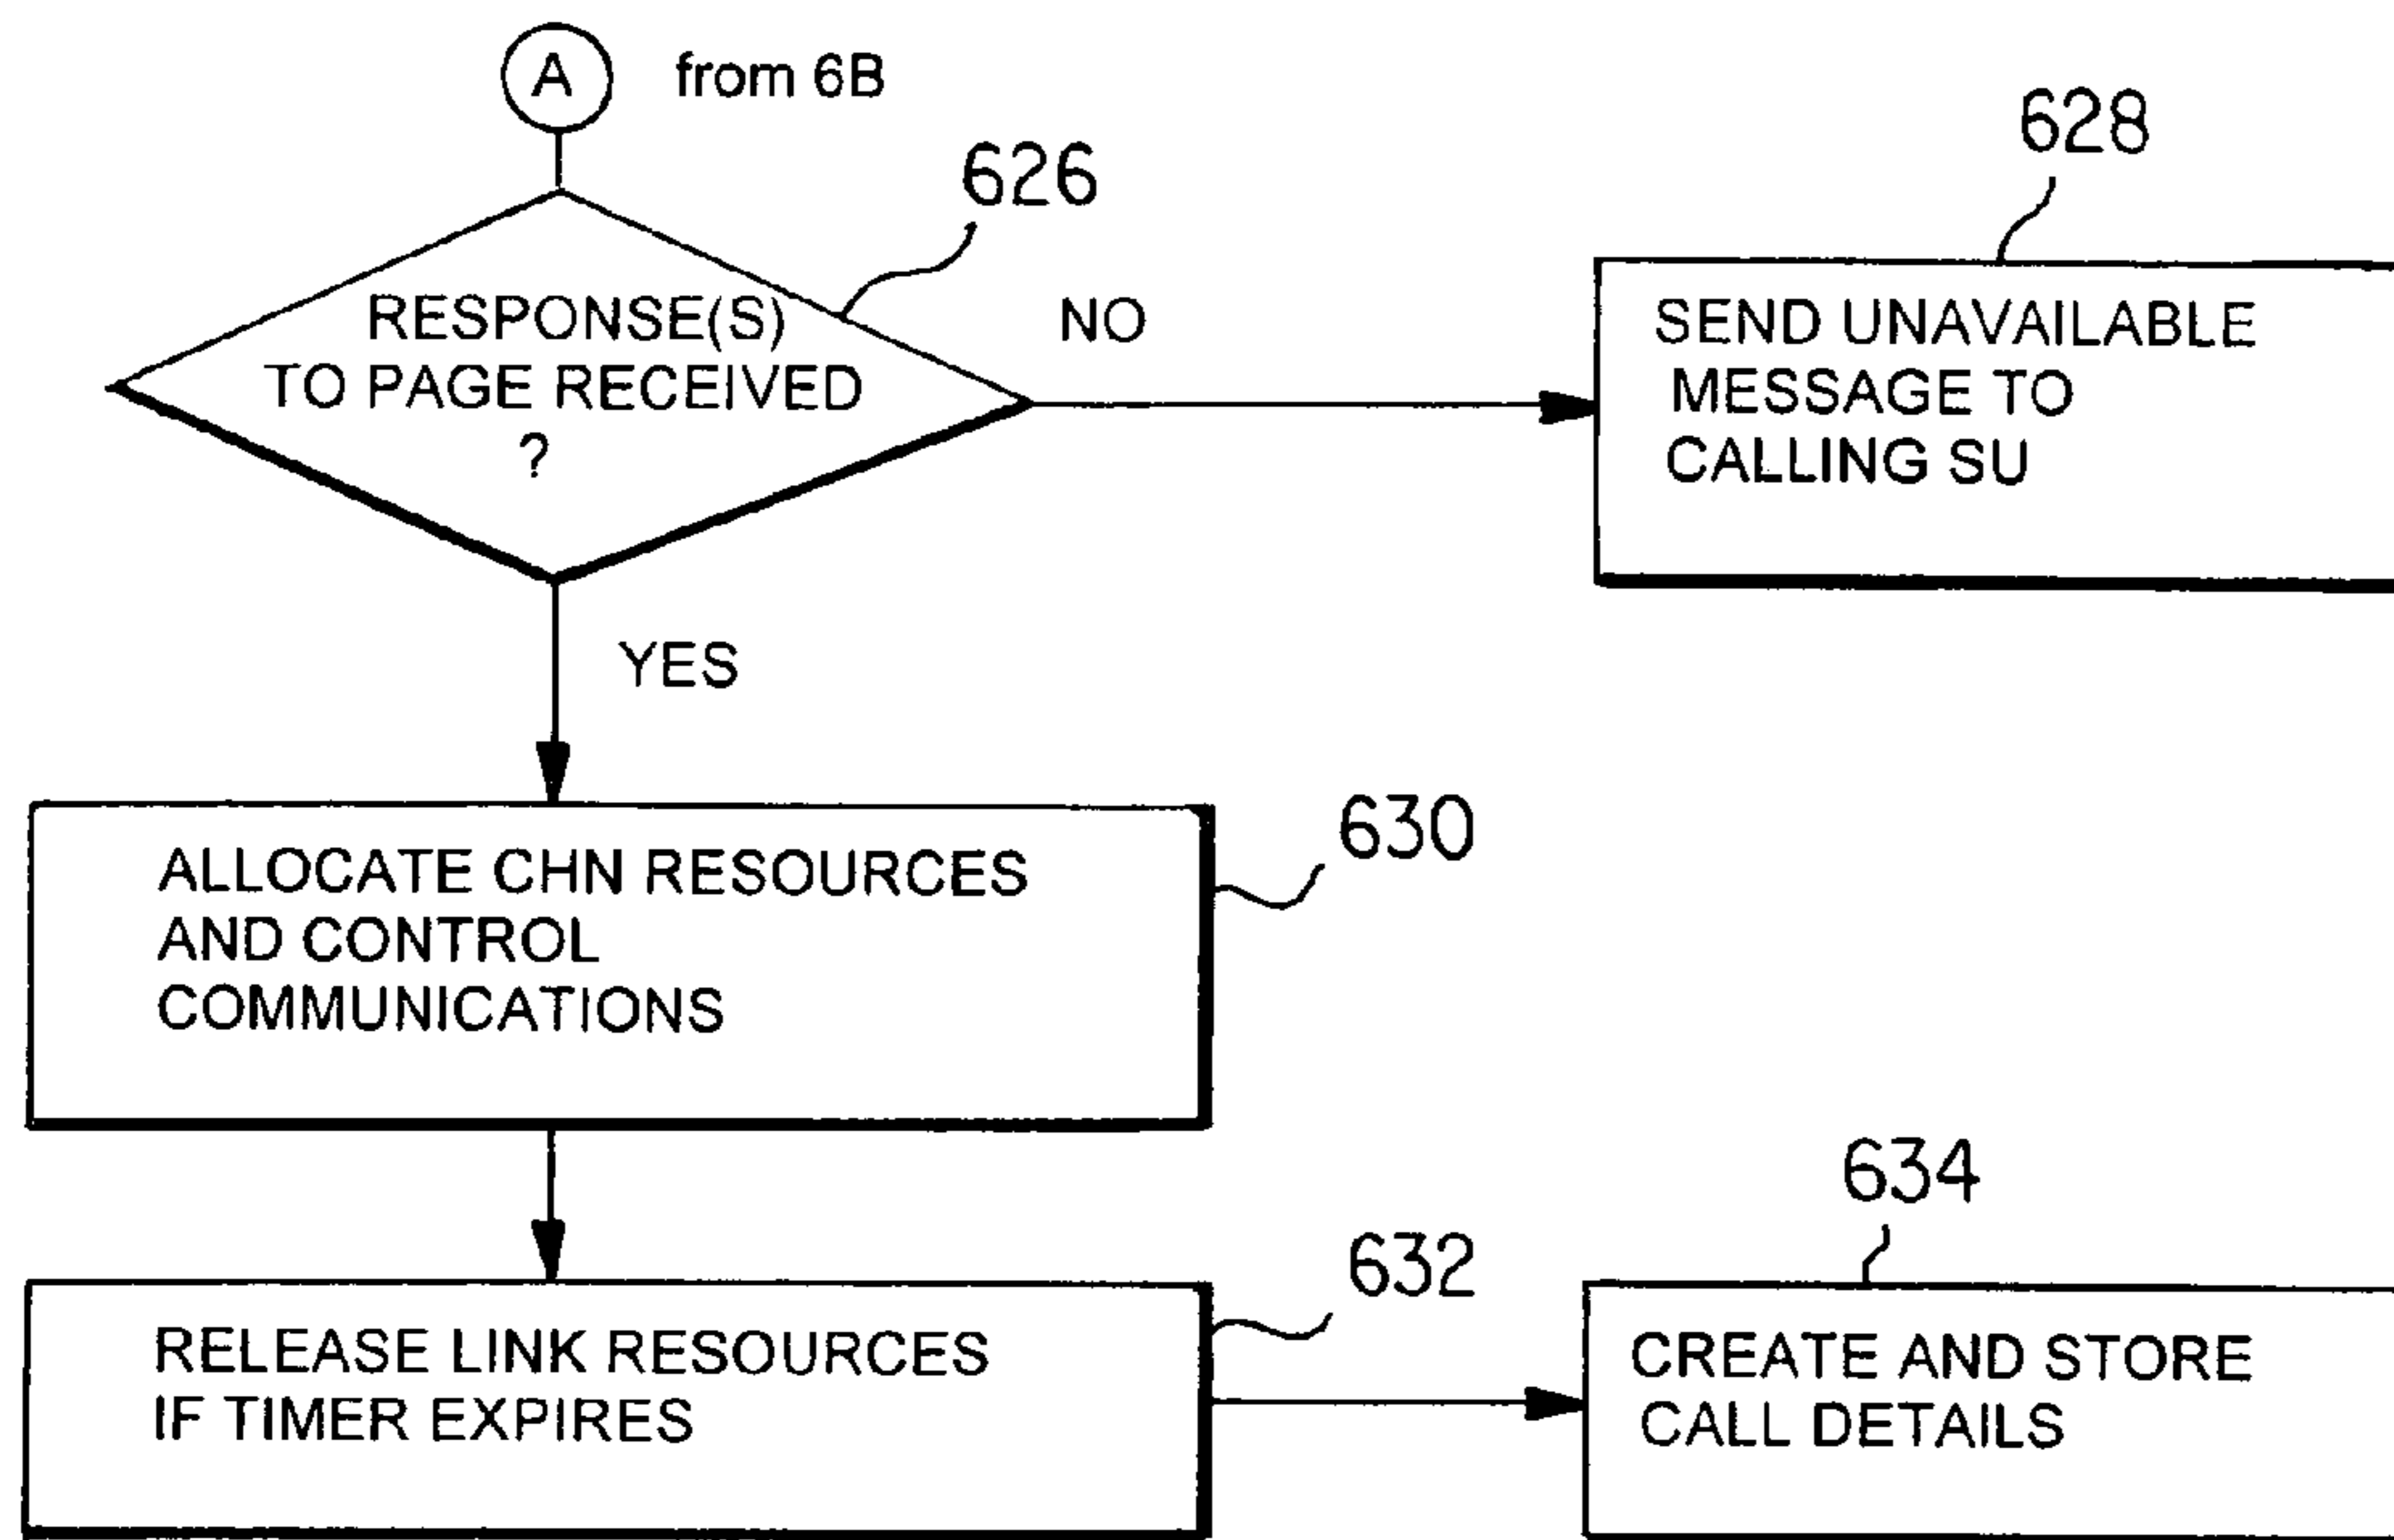 A
from 6B
626
RESPONSE(S)
TO PAGE RECEIVED
?
NO
628
SEND UNAVAILABLE
MESSAGE TO
CALLING SU
YES
630
ALLOCATE CHN RESOURCES
AND CONTROL
COMMUNICATIONS
632
RELEASE LINK RESOURCES
IF TIMER EXPIRES
634
CREATE AND STORE
CALL DETAILS